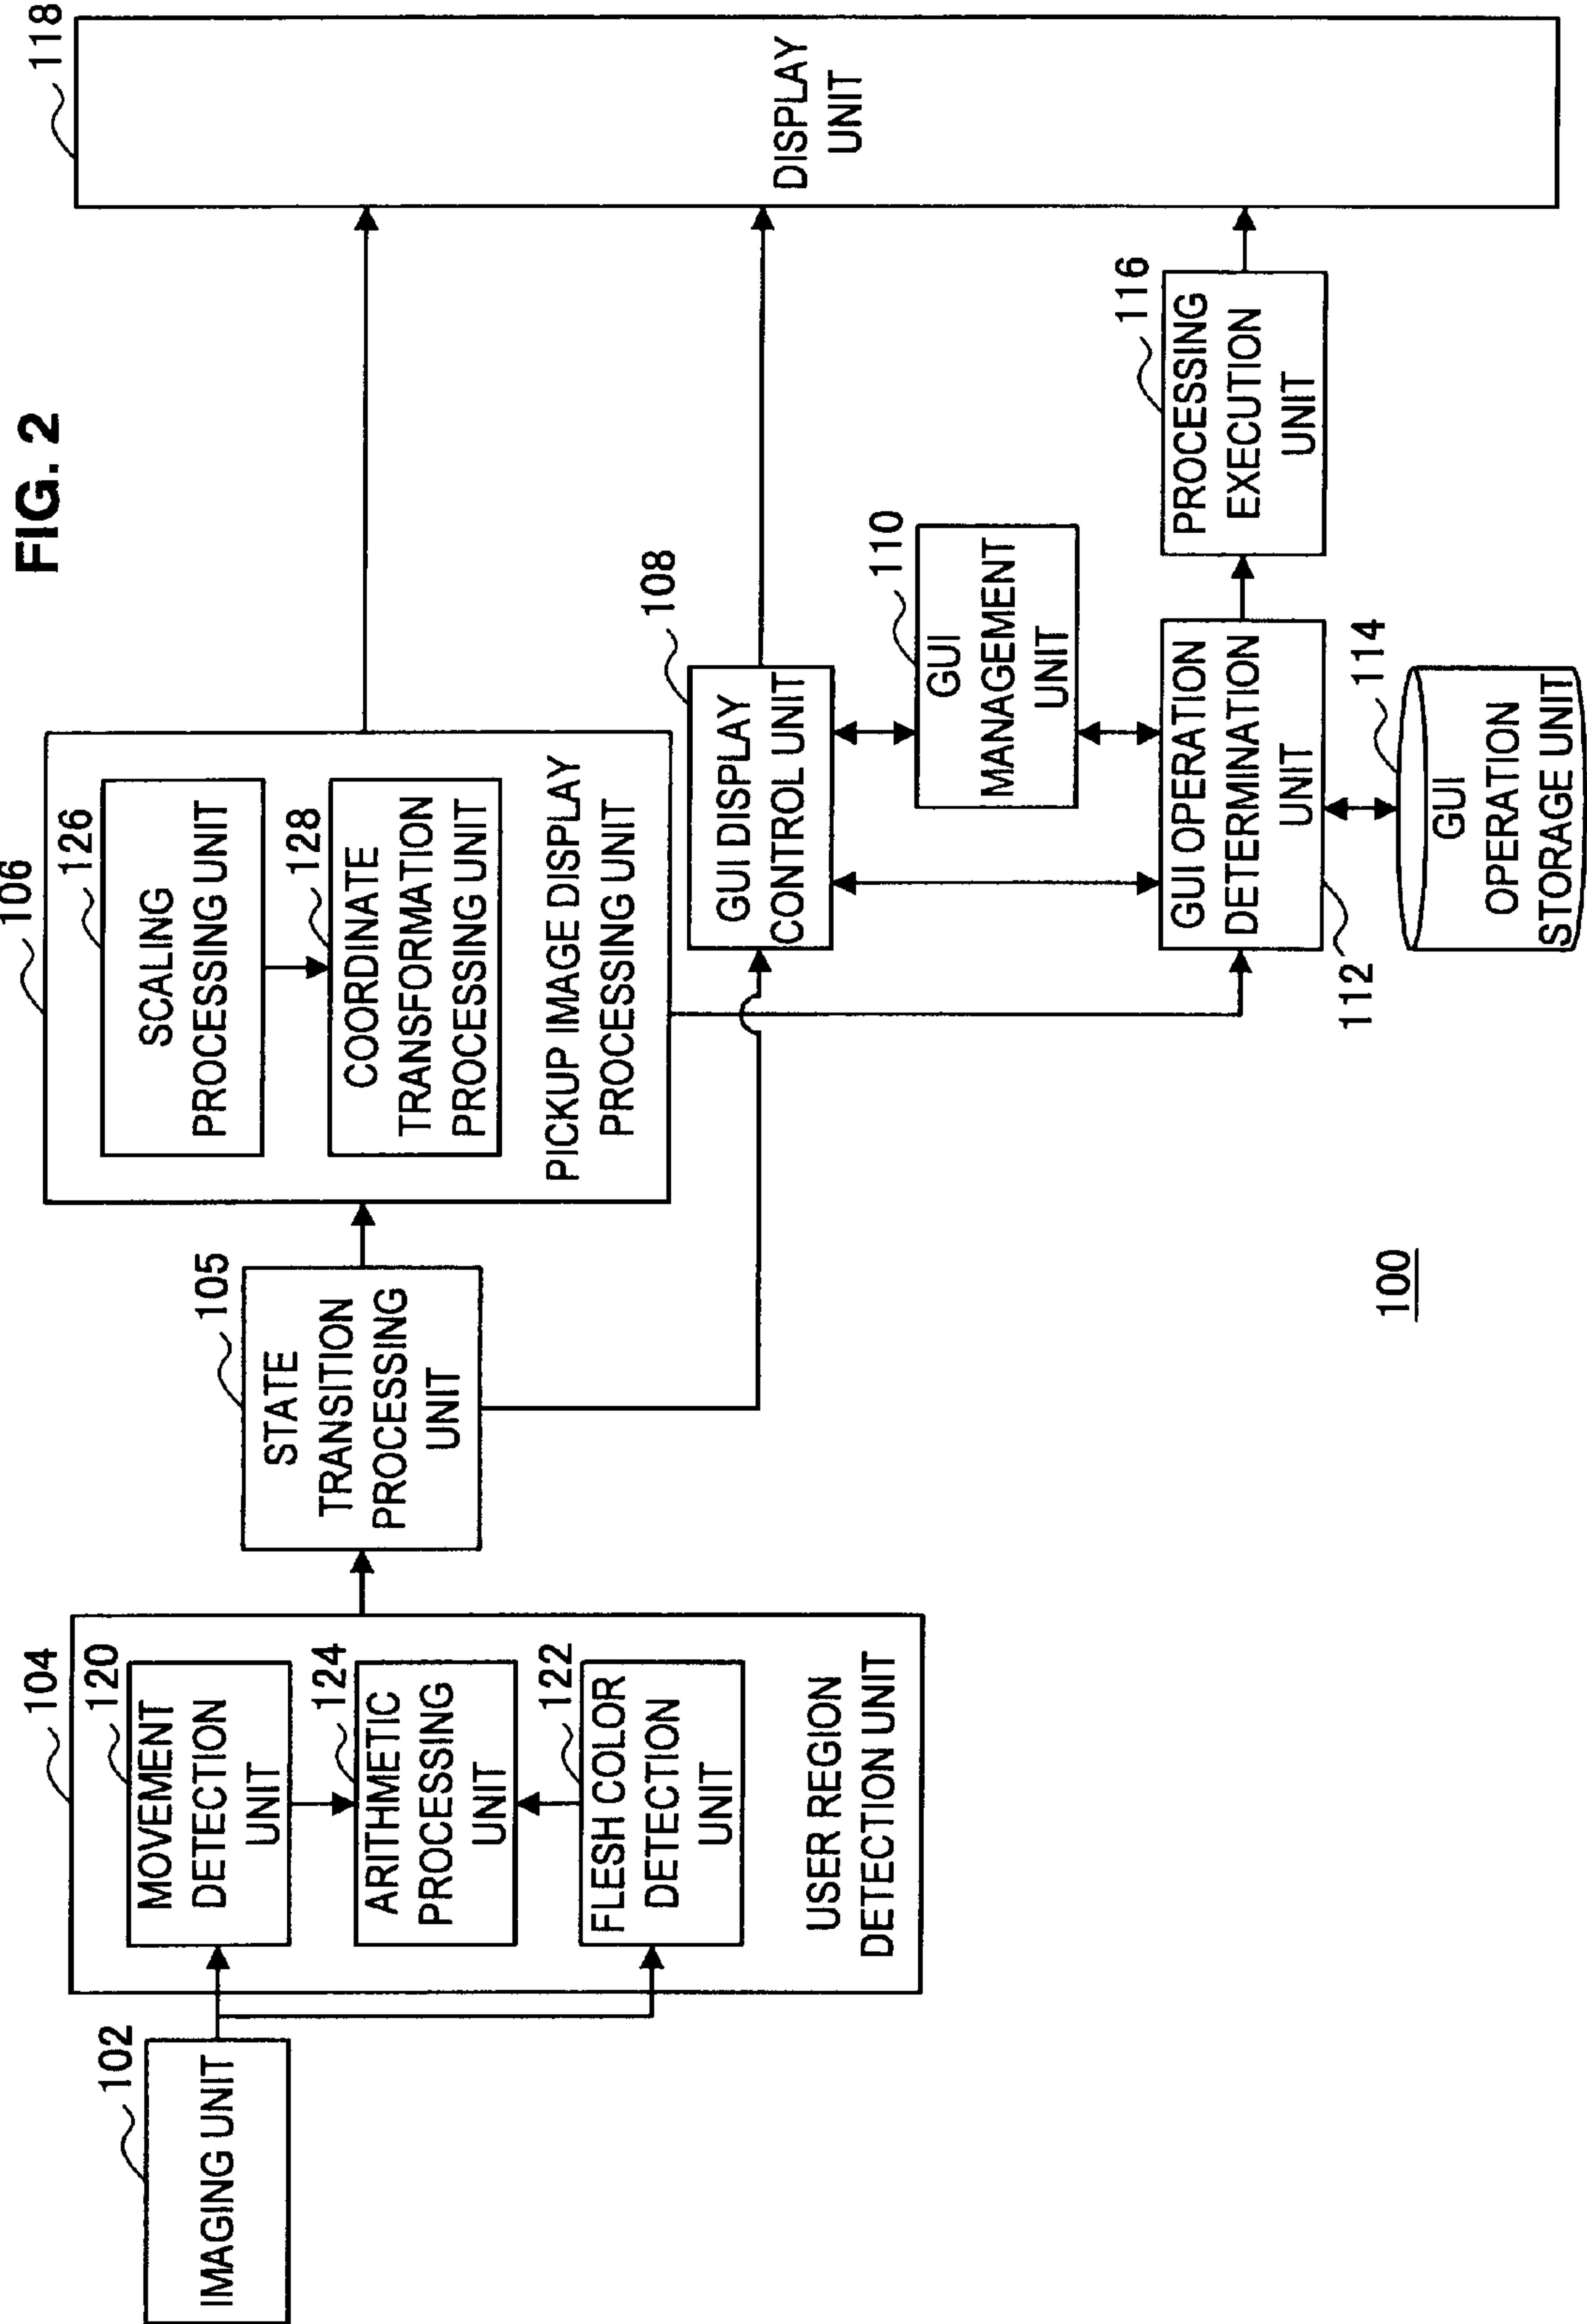 FIG. 2
102
IMAGING UNIT
104
120
MOVEMENT
DETECTION
UNIT
124
ARITHMETIC
PROCESSING
UNIT
122
FLESH COLOR
DETECTION
UNIT
USER REGION
DETECTION UNIT
105
STATE
TRANSITION
PROCESSING
UNIT
106
126
SCALING
PROCESSING UNIT
128
COORDINATE
TRANSFORMATION
PROCESSING UNIT
PICKUP IMAGE DISPLAY
PROCESSING UNIT
108
GUI DISPLAY
CONTROL UNIT
110
GUI
MANAGEMENT
UNIT
GUI OPERATION
DETERMINATION
UNIT
112
114
GUI
OPERATION
STORAGE UNIT
116
PROCESSING
EXECUTION
UNIT
118
DISPLAY
UNIT
100